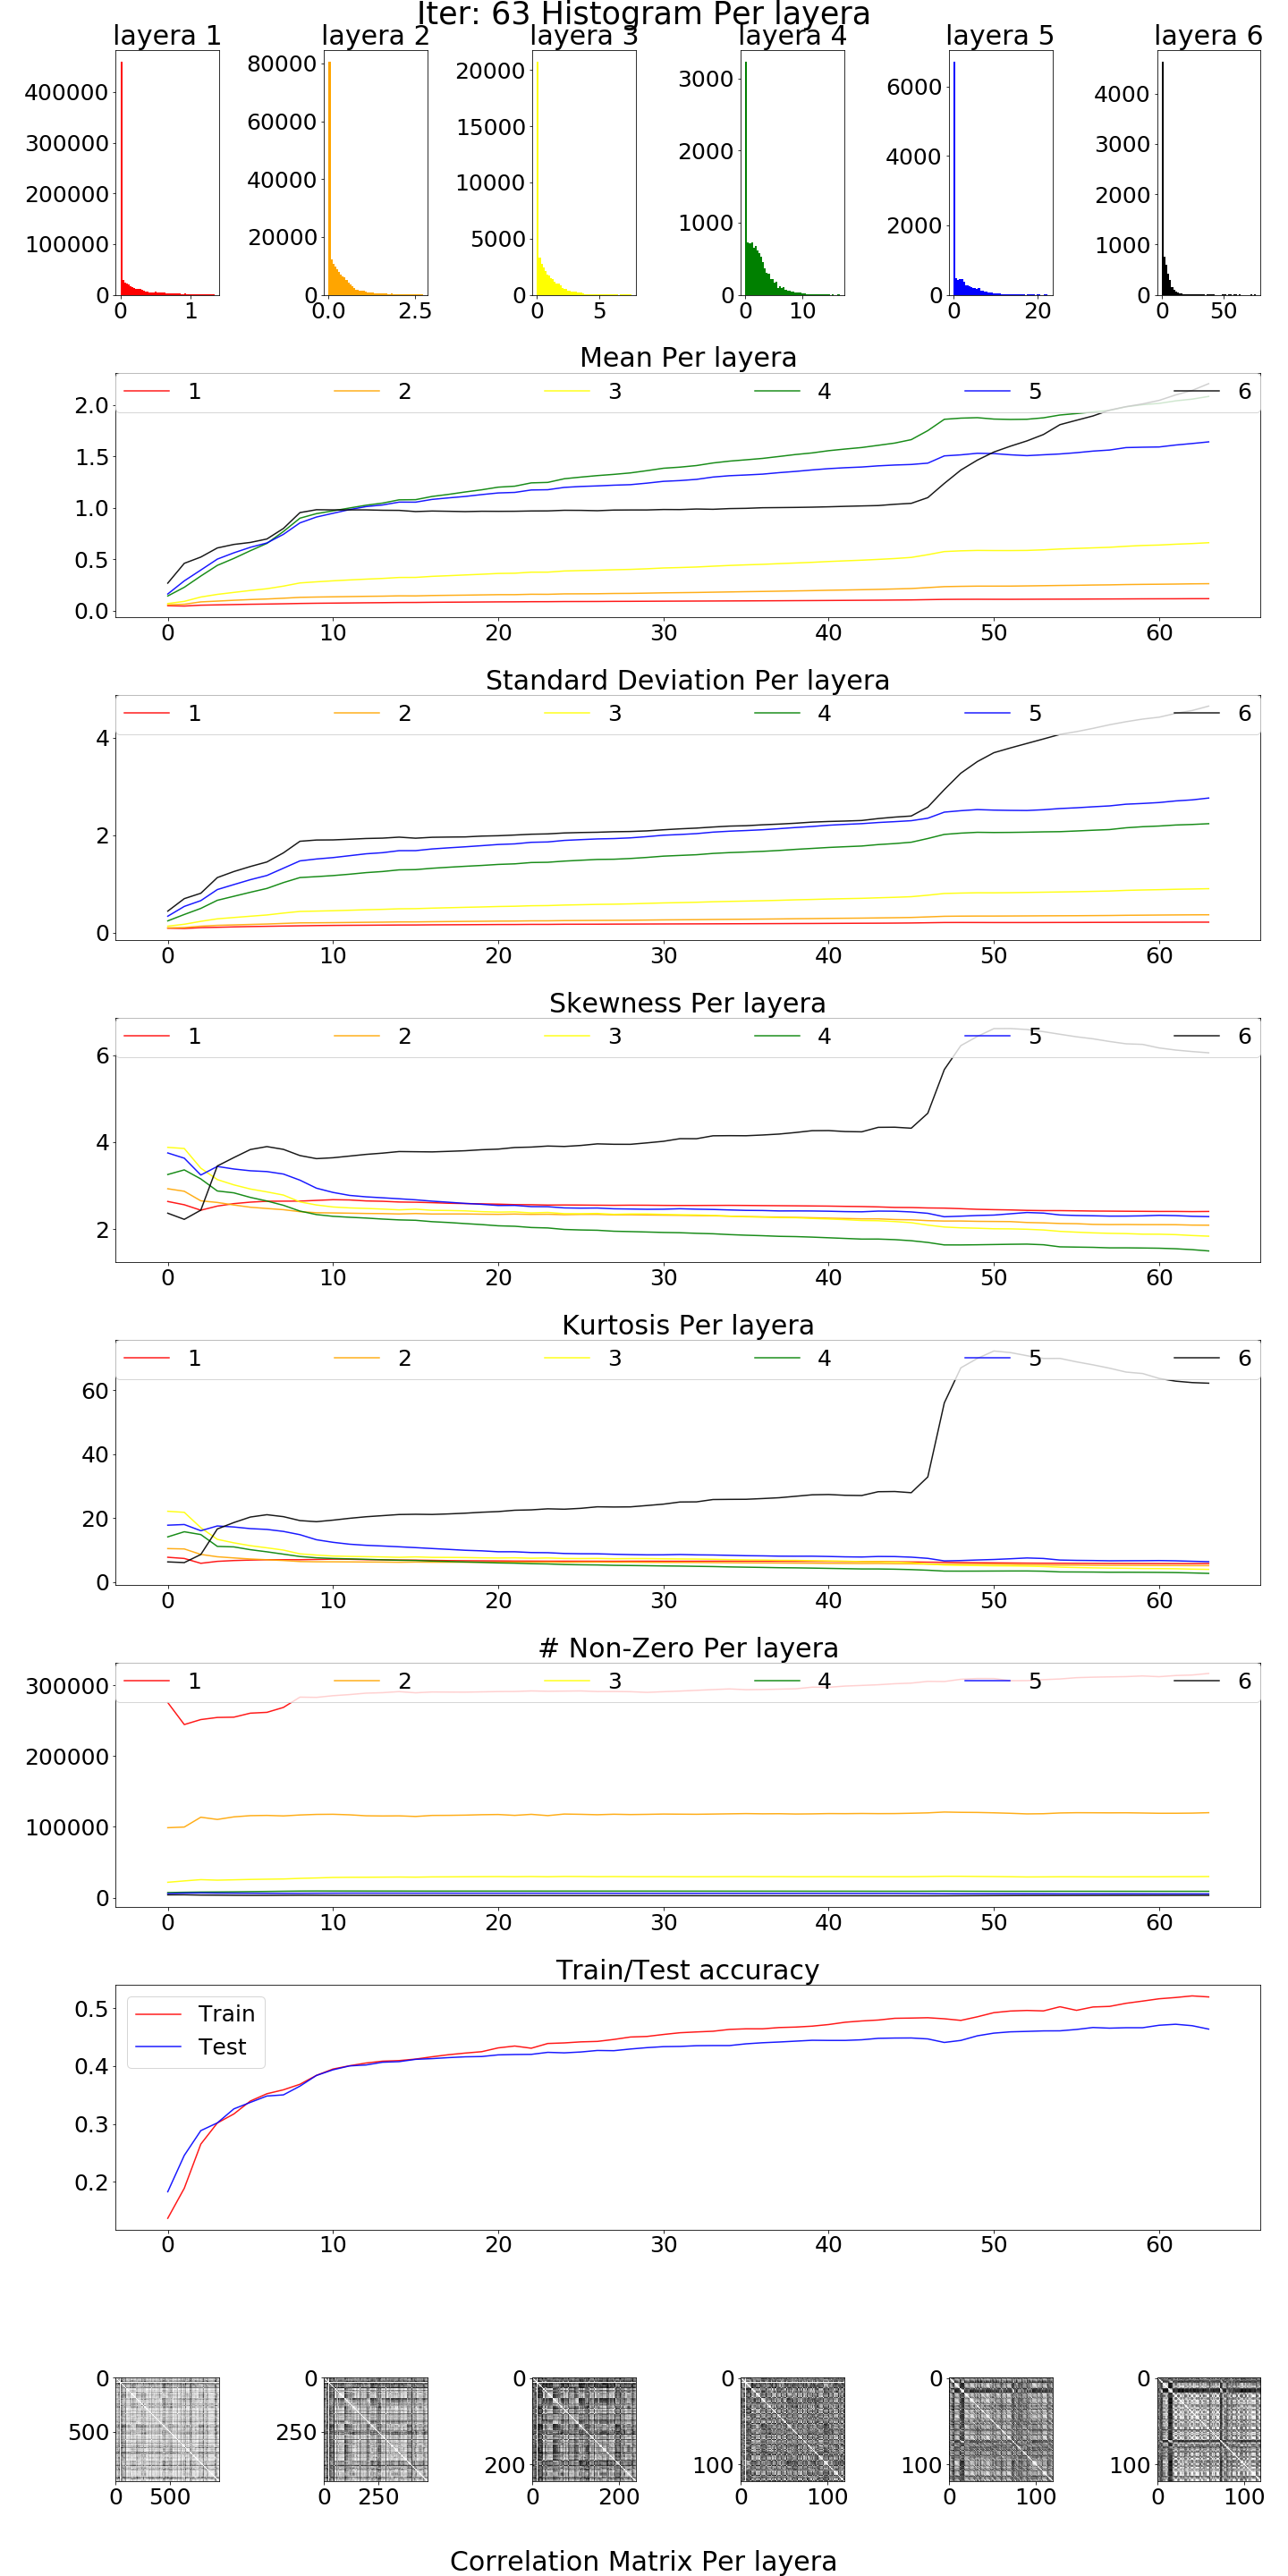 Iter: 63 Histogram Per layera
layera 1 layera 2 layera 3 layera 4 layera 5 layera 6
400000 300000 200000 100000 0
0 1
80000 60000 40000 20000 0
0.0 2.5
20000 15000 10000 5000 0
0 5
3000 2000 1000 0
0 10
6000 4000 2000 0
0 20
4000 3000 2000 1000 0
0 50
Mean Per layera
1 2 3 4 5 6
2.0
1.5
1.0
0.5
0.0
0 10 20 30 40 50 60
Standard Deviation Per layera
1 2 3 4 5 6
4
2
0
0 10 20 30 40 50 60
Skewness Per layera
1 2 3 4 5 6
6
4
2
0 10 20 30 40 50 60
Kurtosis Per layera
1 2 3 4 5 6
60
40
20
0
0 10 20 30 40 50 60
# Non-Zero Per layera
1 2 3 4 5 6
300000
200000
100000
0
0 10 20 30 40 50 60
Train/Test accuracy
Train
Test
0.5
0.4
0.3
0.2
0 10 20 30 40 50 60
0 500
0 500
0 250
0 250
0 200
0 200
0 100
0 100
0 100
0 100
0 100
0 100
Correlation Matrix Per layera